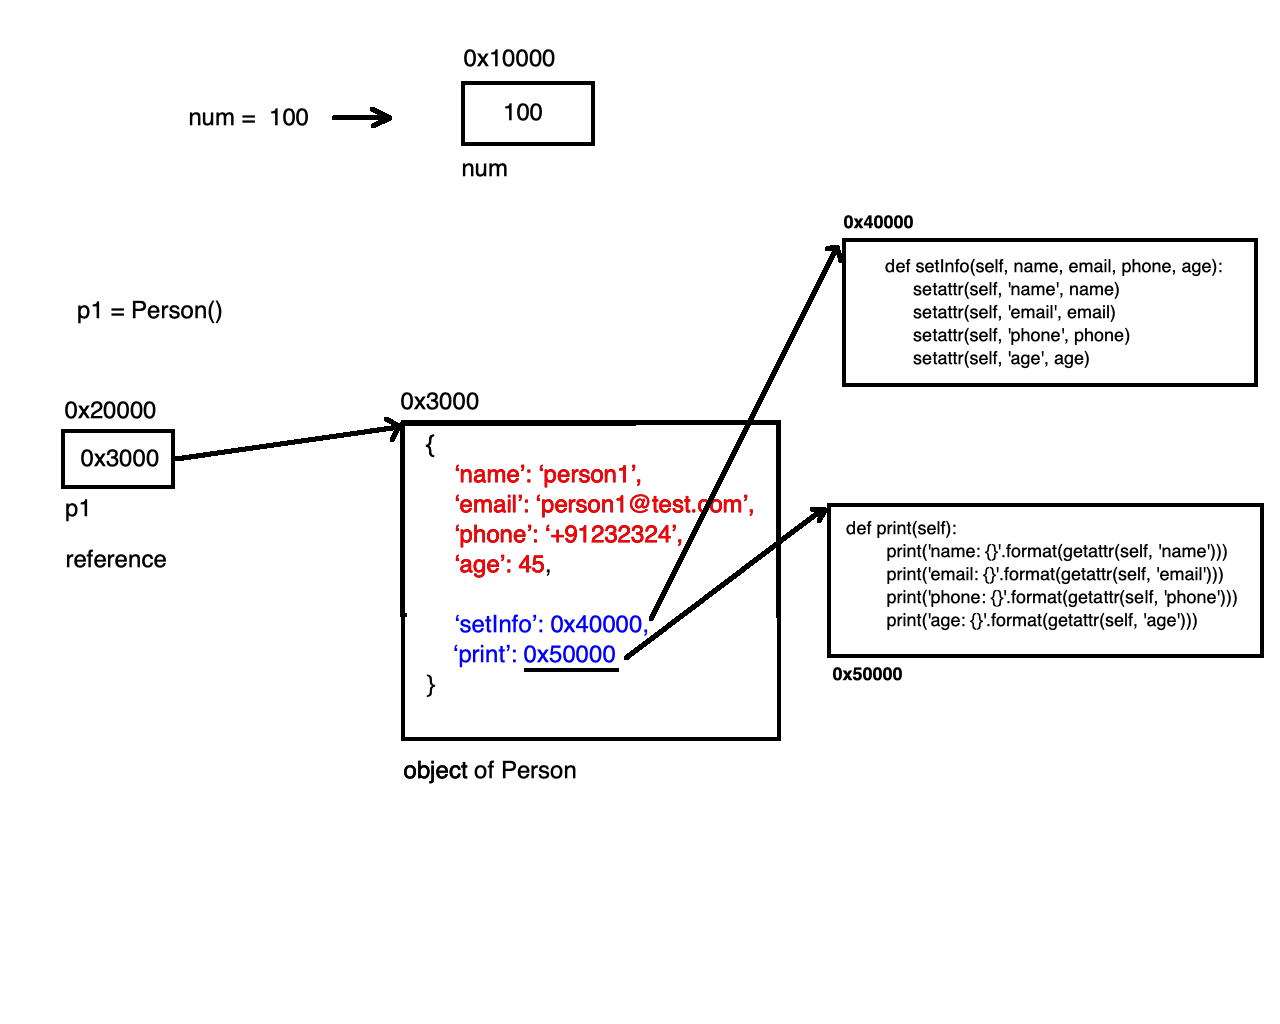 0x10000
num =  100
100
num
0x40000
def setInfo(self, name, email, phone, age):
setattr(self, 'name', name)
setattr(self, 'email', email)
setattr(self, 'phone', phone)
setattr(self, 'age', age)
p1 = Person()
0x20000
0x3000
p1
reference
0x3000
{
‘name’: ‘person1’,
‘email’: ‘person1@test.com’,
‘phone’: ‘+91232324’,
‘age’: 45,
‘setInfo’: 0x40000,
‘print’: 0x50000
}
object of Person
def print(self):
print('name: {}'.format(getattr(self, 'name')))
print('email: {}'.format(getattr(self, 'email')))
print('phone: {}'.format(getattr(self, 'phone')))
print('age: {}'.format(getattr(self, 'age')))
0x50000